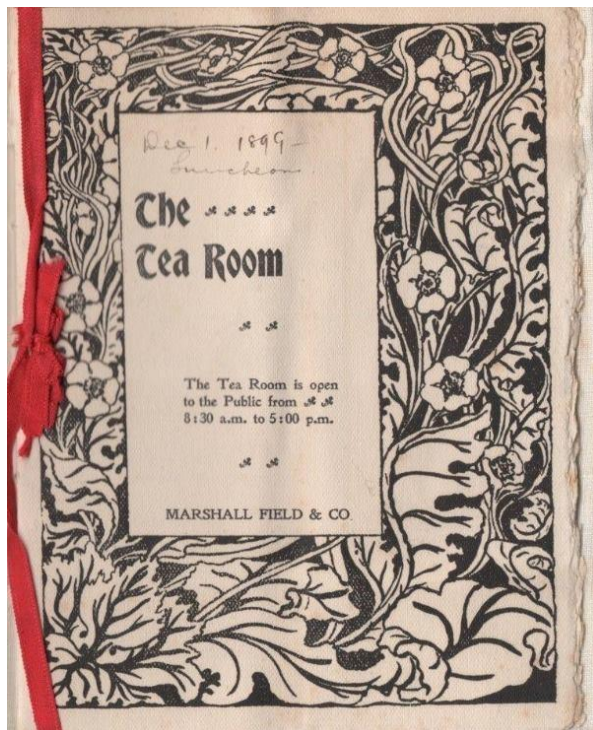 Dec 1. 1899-
Luncheon.
The
Tea Room
The Tea Room is open
to the Public from
8:30 a.m. to 5:00 p.m.
MARSHALL FIELD & CO.